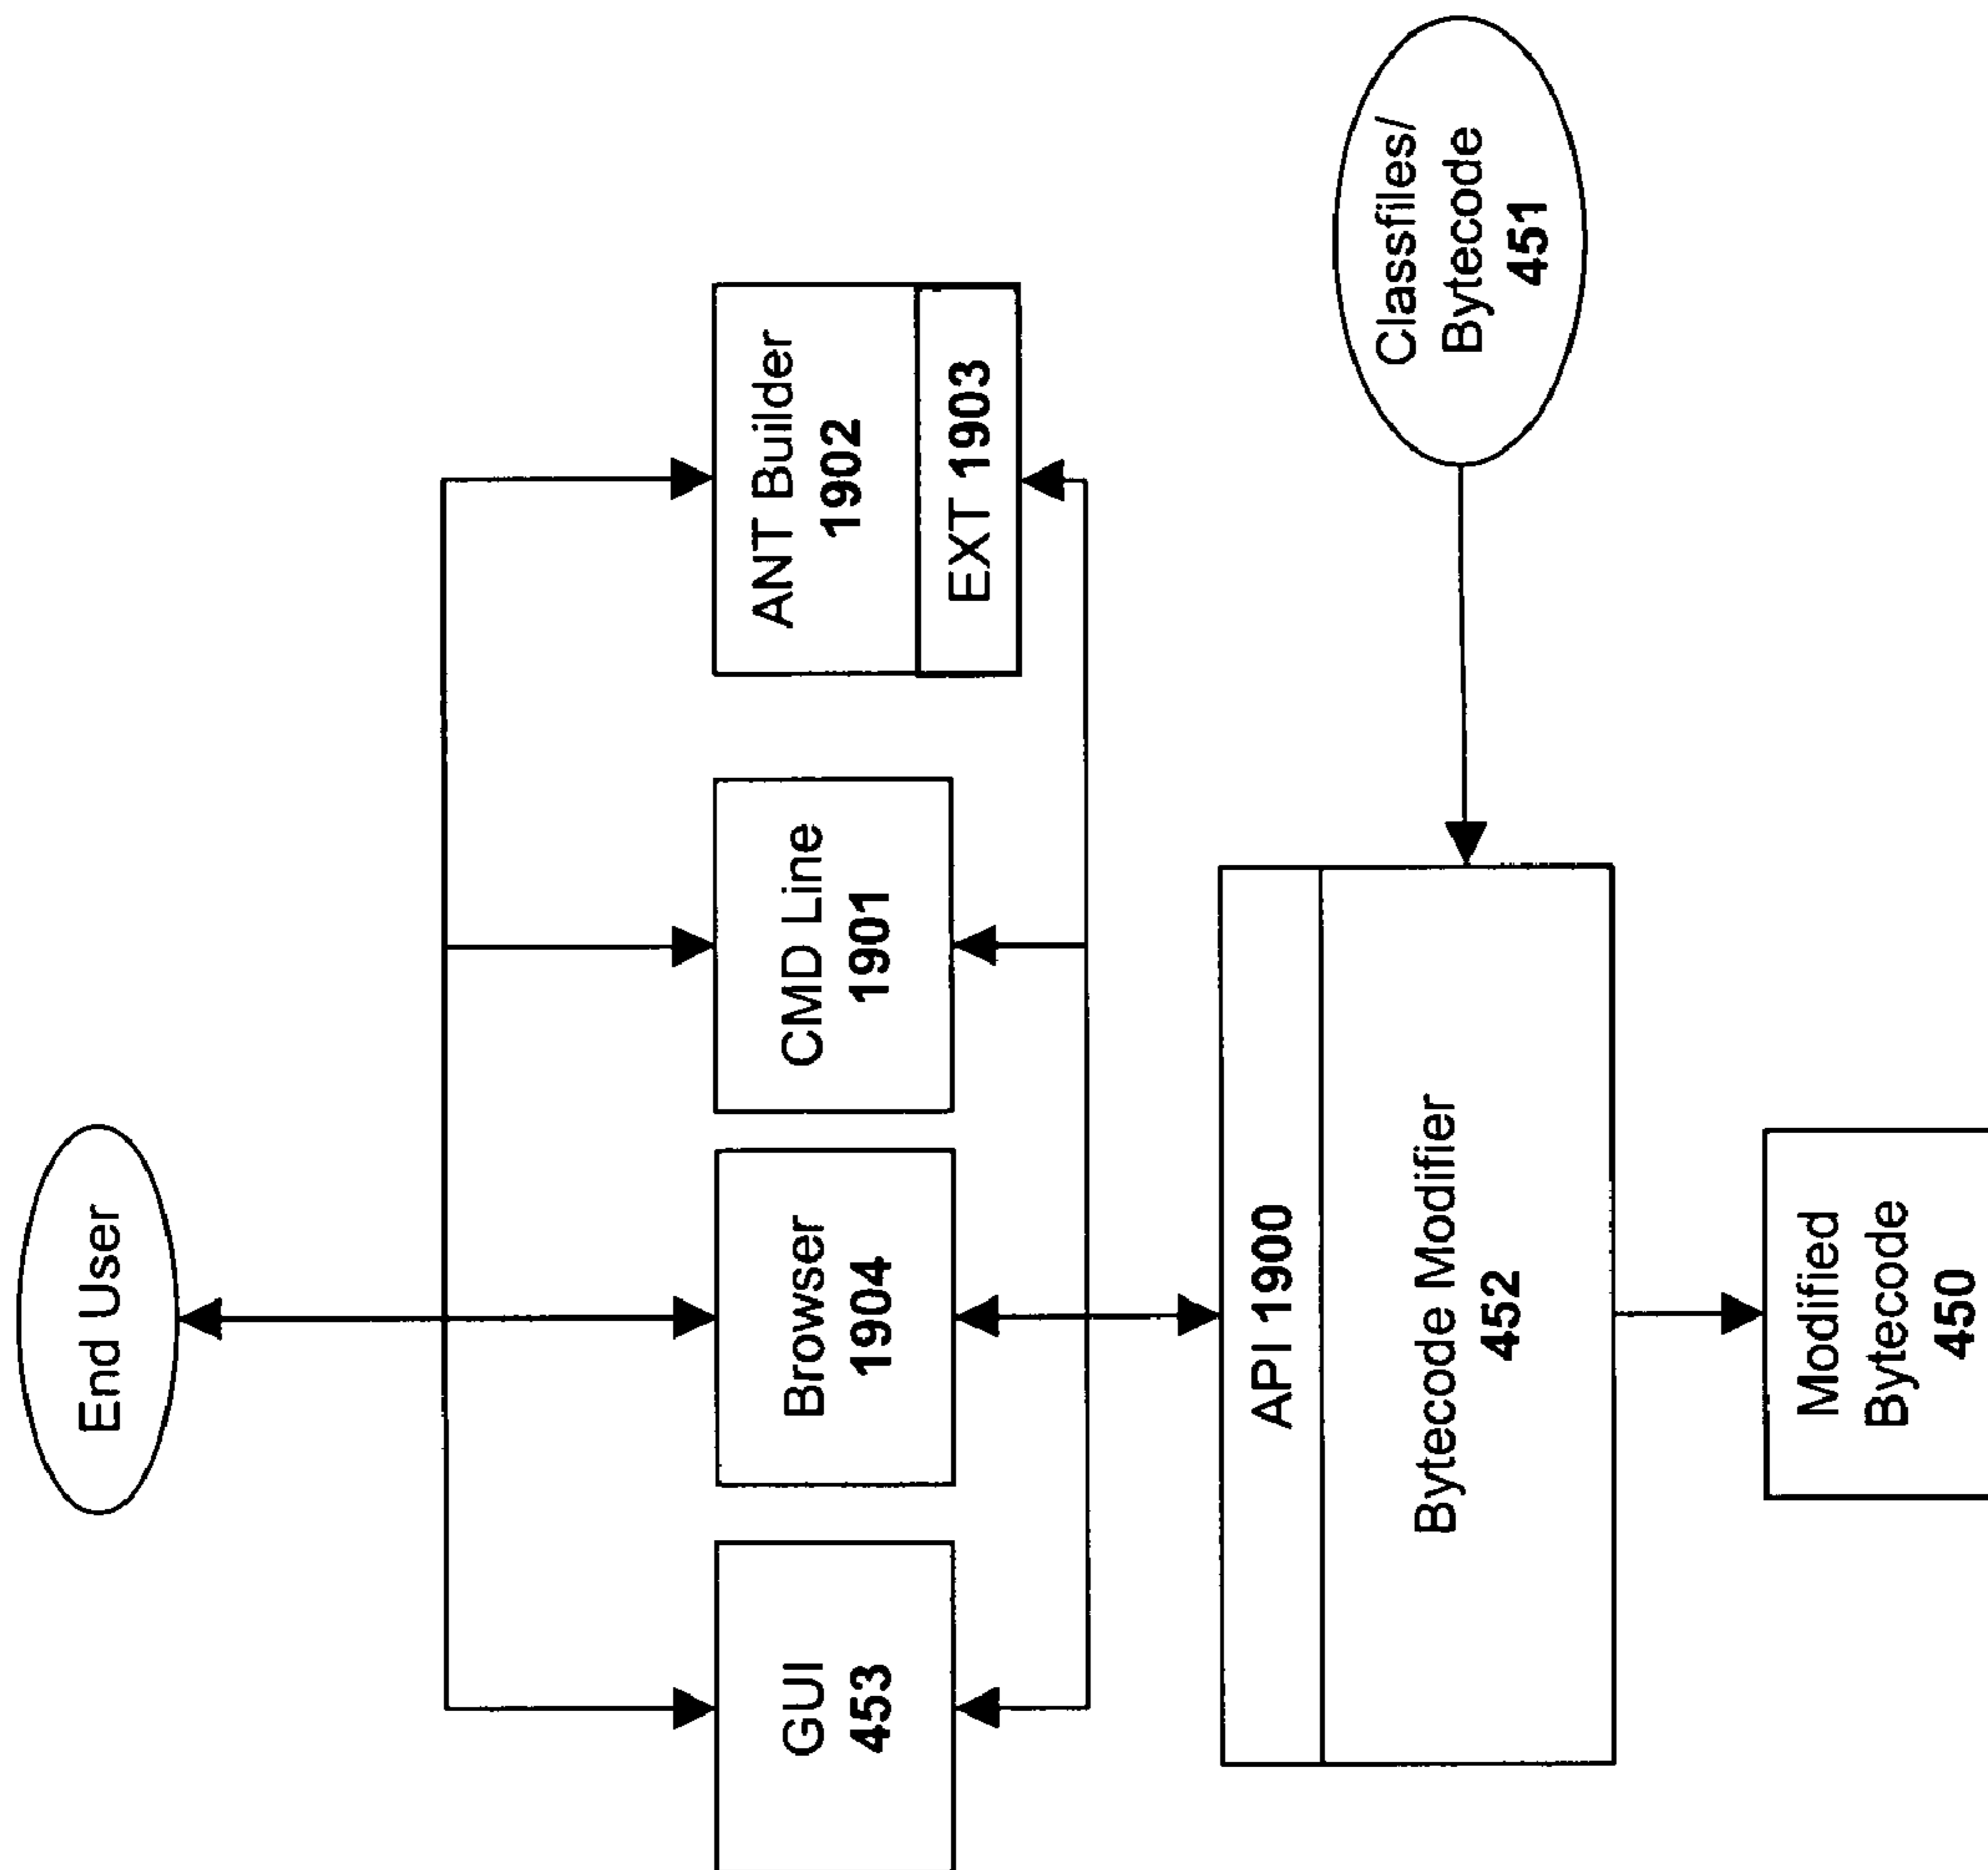 End User
GUI
453
Browser
1904
CMD Line
1901
ANT Builder
1902
EXT 1903
API 1900
Bytecode Modifier
452
Classfiles/
Bytecode
451
Modified
Bytecode
450